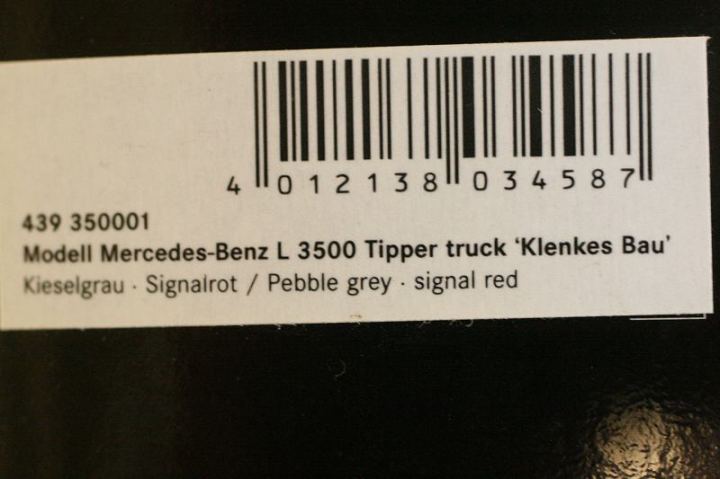 4 012138 034587
439 350001
Modell Mercedes-Benz L 3500 Tipper truck ‘Klenkes Bau’
Kieselgrau · Signalrot / Pebble grey · signal red